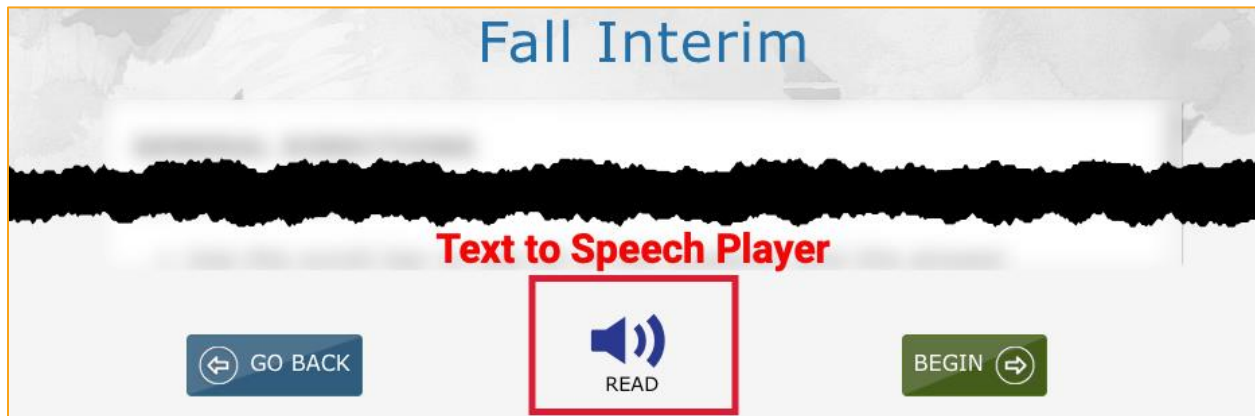 Fall Interim
Text to Speech Player
GO BACK
READ
BEGIN